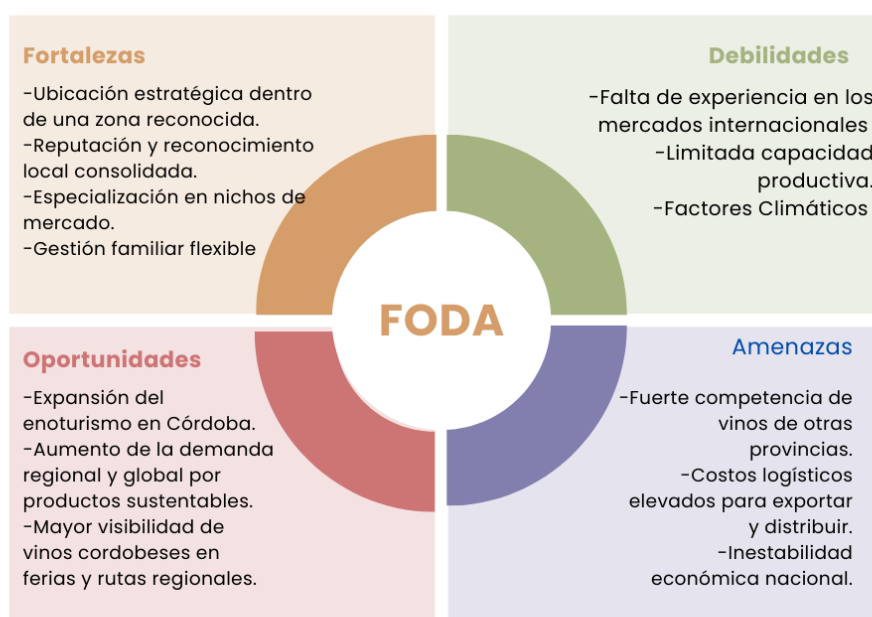 Fortalezas
-Ubicación estratégica dentro
de una zona reconocida.
-Reputación y reconocimiento
local consolidada.
-Especialización en nichos de
mercado.
-Gestión familiar flexible
Debilidades
-Falta de experiencia en los
mercados internacionales
-Limitada capacidad
productiva.
-Factores Climáticos
FODA
Oportunidades
-Expansión del
enoturismo en Córdoba.
-Aumento de la demanda
regional y global por
productos sustentables.
-Mayor visibilidad de
vinos cordobeses en
ferias y rutas regionales.
Amenazas
-Fuerte competencia de
vinos de otras
provincias.
-Costos logísticos
elevados para exportar
y distribuir.
-Inestabilidad
económica nacional.